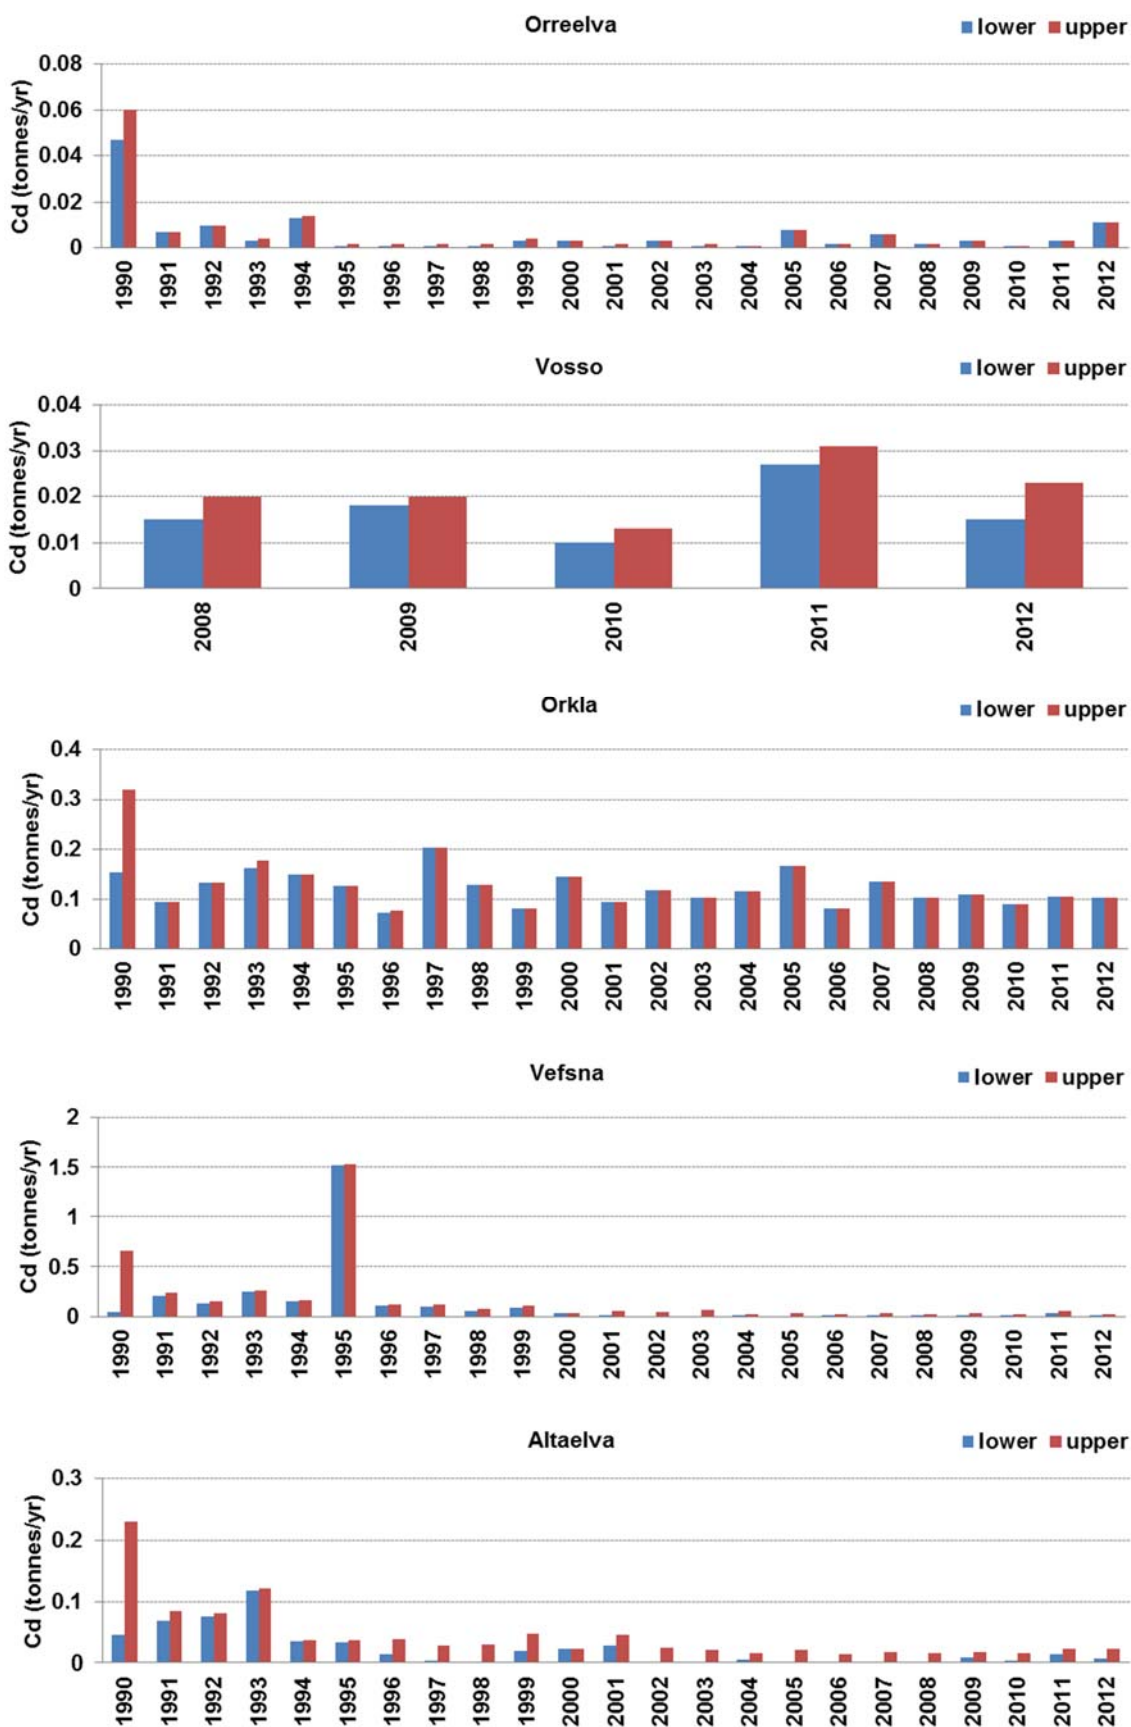 Orreelva
lower upper
Cd (tonnes/yr)
0.08
0.06
0.04
0.02
0
1990 1991 1992 1993 1994 1995 1996 1997 1998 1999 2000 2001 2002 2003 2004 2005 2006 2007 2008 2009 2010 2011 2012
Vosso
lower upper
Cd (tonnes/yr)
0.04
0.03
0.02
0.01
0
2008 2009 2010 2011 2012
Orkla
lower upper
Cd (tonnes/yr)
0.4
0.3
0.2
0.1
0
1990 1991 1992 1993 1994 1995 1996 1997 1998 1999 2000 2001 2002 2003 2004 2005 2006 2007 2008 2009 2010 2011 2012
Vefsna
lower upper
Cd (tonnes/yr)
2
1.5
1
0.5
0
1990 1991 1992 1993 1994 1995 1996 1997 1998 1999 2000 2001 2002 2003 2004 2005 2006 2007 2008 2009 2010 2011 2012
Altaelva
lower upper
Cd (tonnes/yr)
0.3
0.2
0.1
0
1990 1991 1992 1993 1994 1995 1996 1997 1998 1999 2000 2001 2002 2003 2004 2005 2006 2007 2008 2009 2010 2011 2012